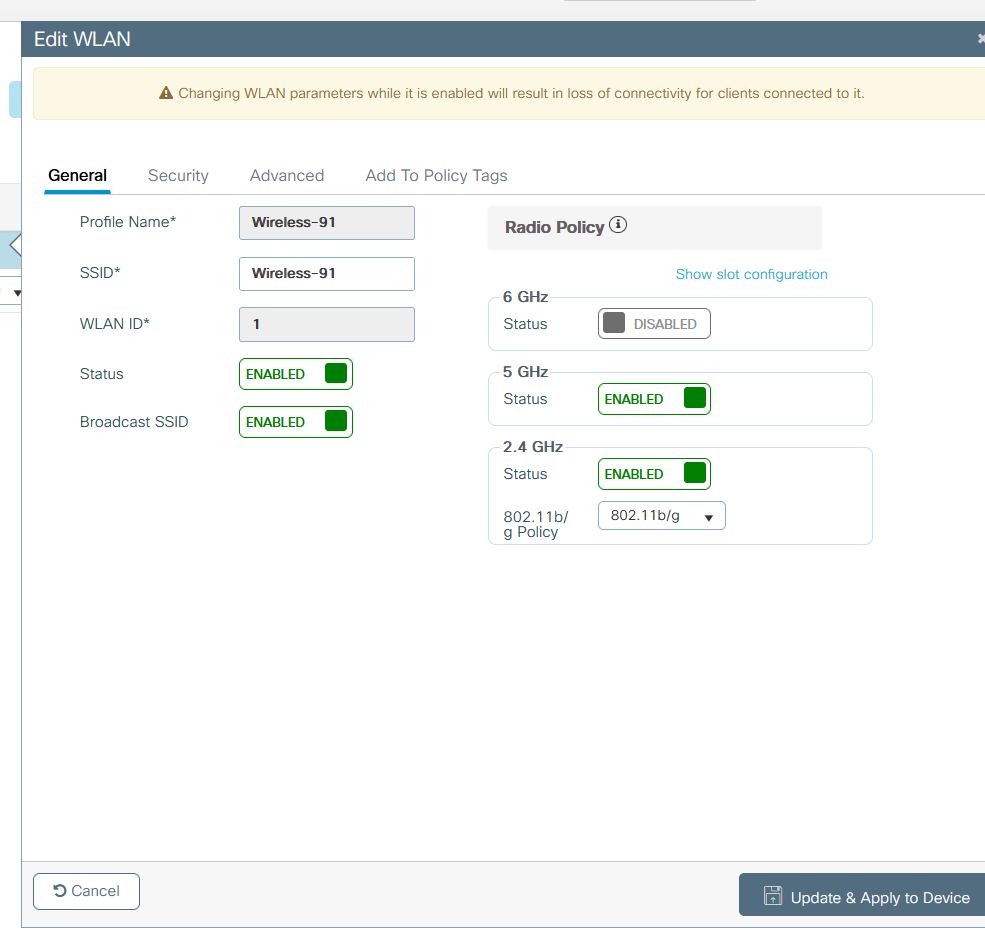 Edit WLAN
Changing WLAN parameters while it is enabled will result in loss of connectivity for clients connected to it.
General Security Advanced Add To Policy Tags
Profile Name* Wireless-91
SSID* Wireless-91
WLAN ID* 1
Status ENABLED
Broadcast SSID ENABLED
Radio Policy
Show slot configuration
6 GHz
Status DISABLED
5 GHz
Status ENABLED
2.4 GHz
Status ENABLED
802.11b/ 802.11b/g
g Policy
Cancel
Update & Apply to Device